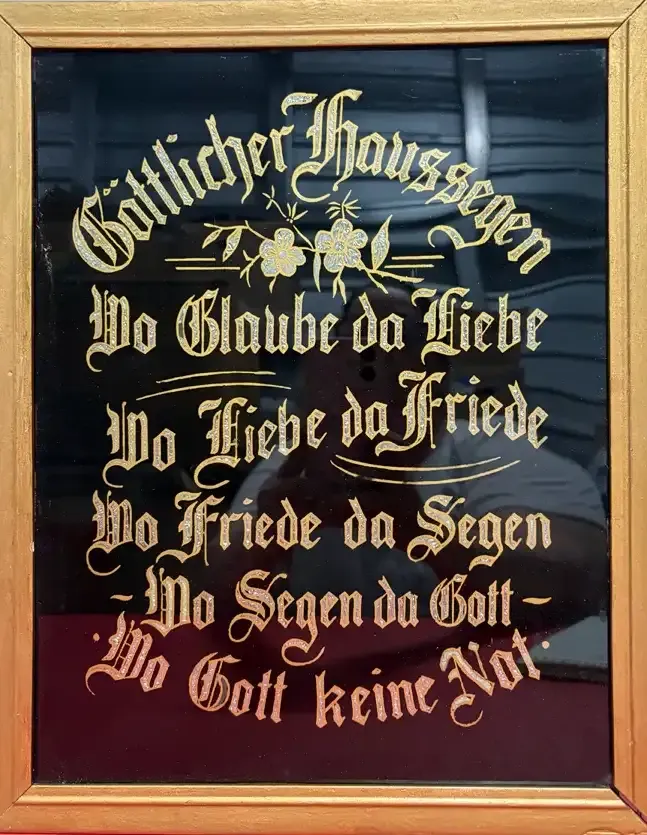 Göttlicher Haussegen
Wo Glaube da Liebe
Wo Liebe da Friede
Wo Friede da Segen
- Wo Segen da Gott -
Wo Gott keine Not